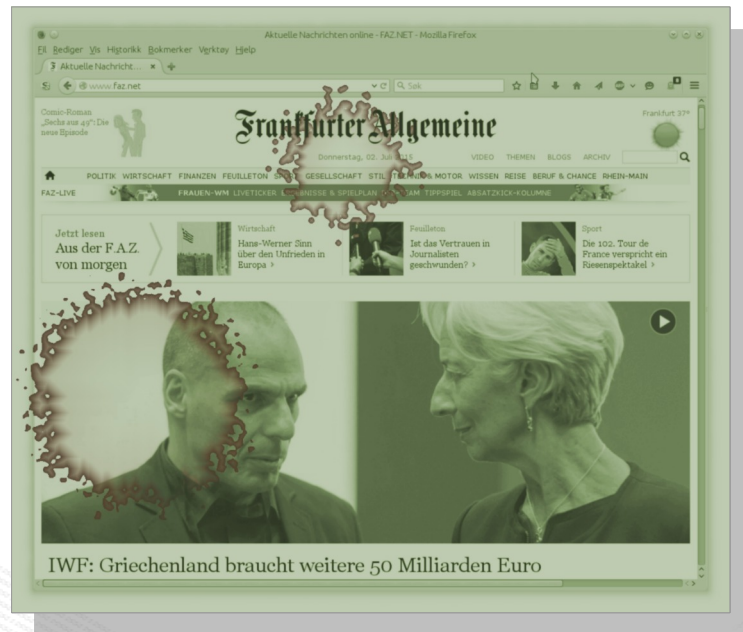 Aktuelle Nachrichten online - FAZ.NET - Mozilla Firefox
Fil Rediger Vis Historikk Bokmerker Verktøy Hjelp
Aktuelle Nachricht...
www.faz.net
Søk
Comic-Roman
„Sechs aus 49“: Die
neue Episode
Frankfurter Allgemeine
Frankfurt 37°
Donnerstag, 02. Juli 2015 VIDEO THEMEN BLOGS ARCHIV
POLITIK WIRTSCHAFT FINANZEN FEUILLETON GESELLSCHAFT STIL & MOTOR WISSEN REISE BERUF & CHANCE RHEIN-MAIN
FAZ-LIVE FRAUEN-WM LIVETICKER & SPIELPLAN TIPPSPIEL ABSATZKICK-KOLUMNE
Jetzt lesen
Aus der F.A.Z.
von morgen
Wirtschaft
Hans-Werner Sinn
über den Unfrieden in
Europa >
Feuilleton
Ist das Vertrauen in
Journalisten
geschwunden? >
Sport
Die 102. Tour de
France verspricht ein
Riesenspektakel >
IWF: Griechenland braucht weitere 50 Milliarden Euro